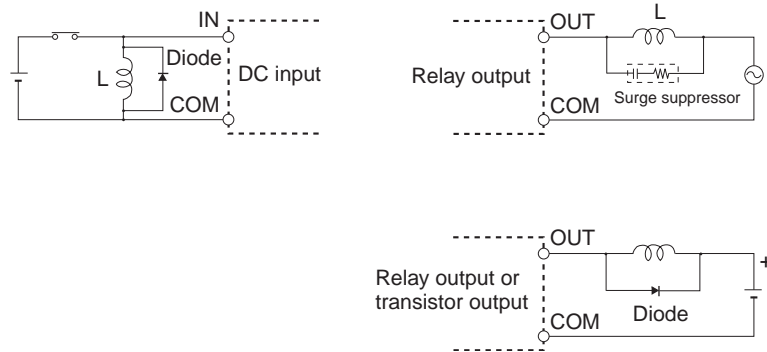 IN
Diode
L
DC input
COM
OUT
L
Relay output
Surge suppressor
COM
OUT
+
Relay output or
transistor output
Diode
COM